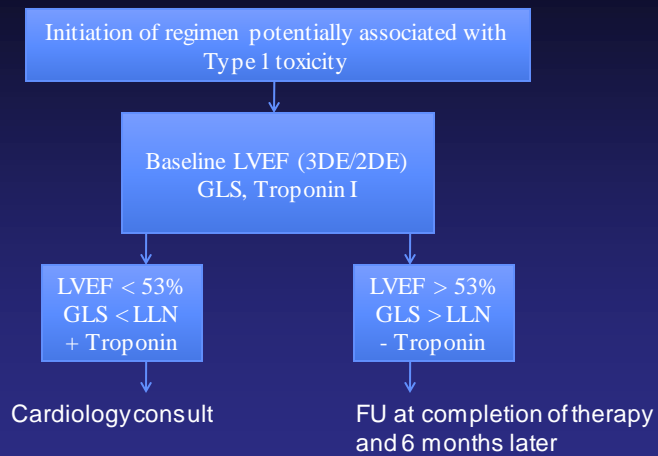 Initiation of regimen potentially associated with
Type 1 toxicity
Baseline LVEF (3DE/2DE)
GLS, Troponin I
LVEF < 53%
GLS < LLN
+ Troponin
LVEF > 53%
GLS > LLN
- Troponin
Cardiology consult
FU at completion of therapy
and 6 months later